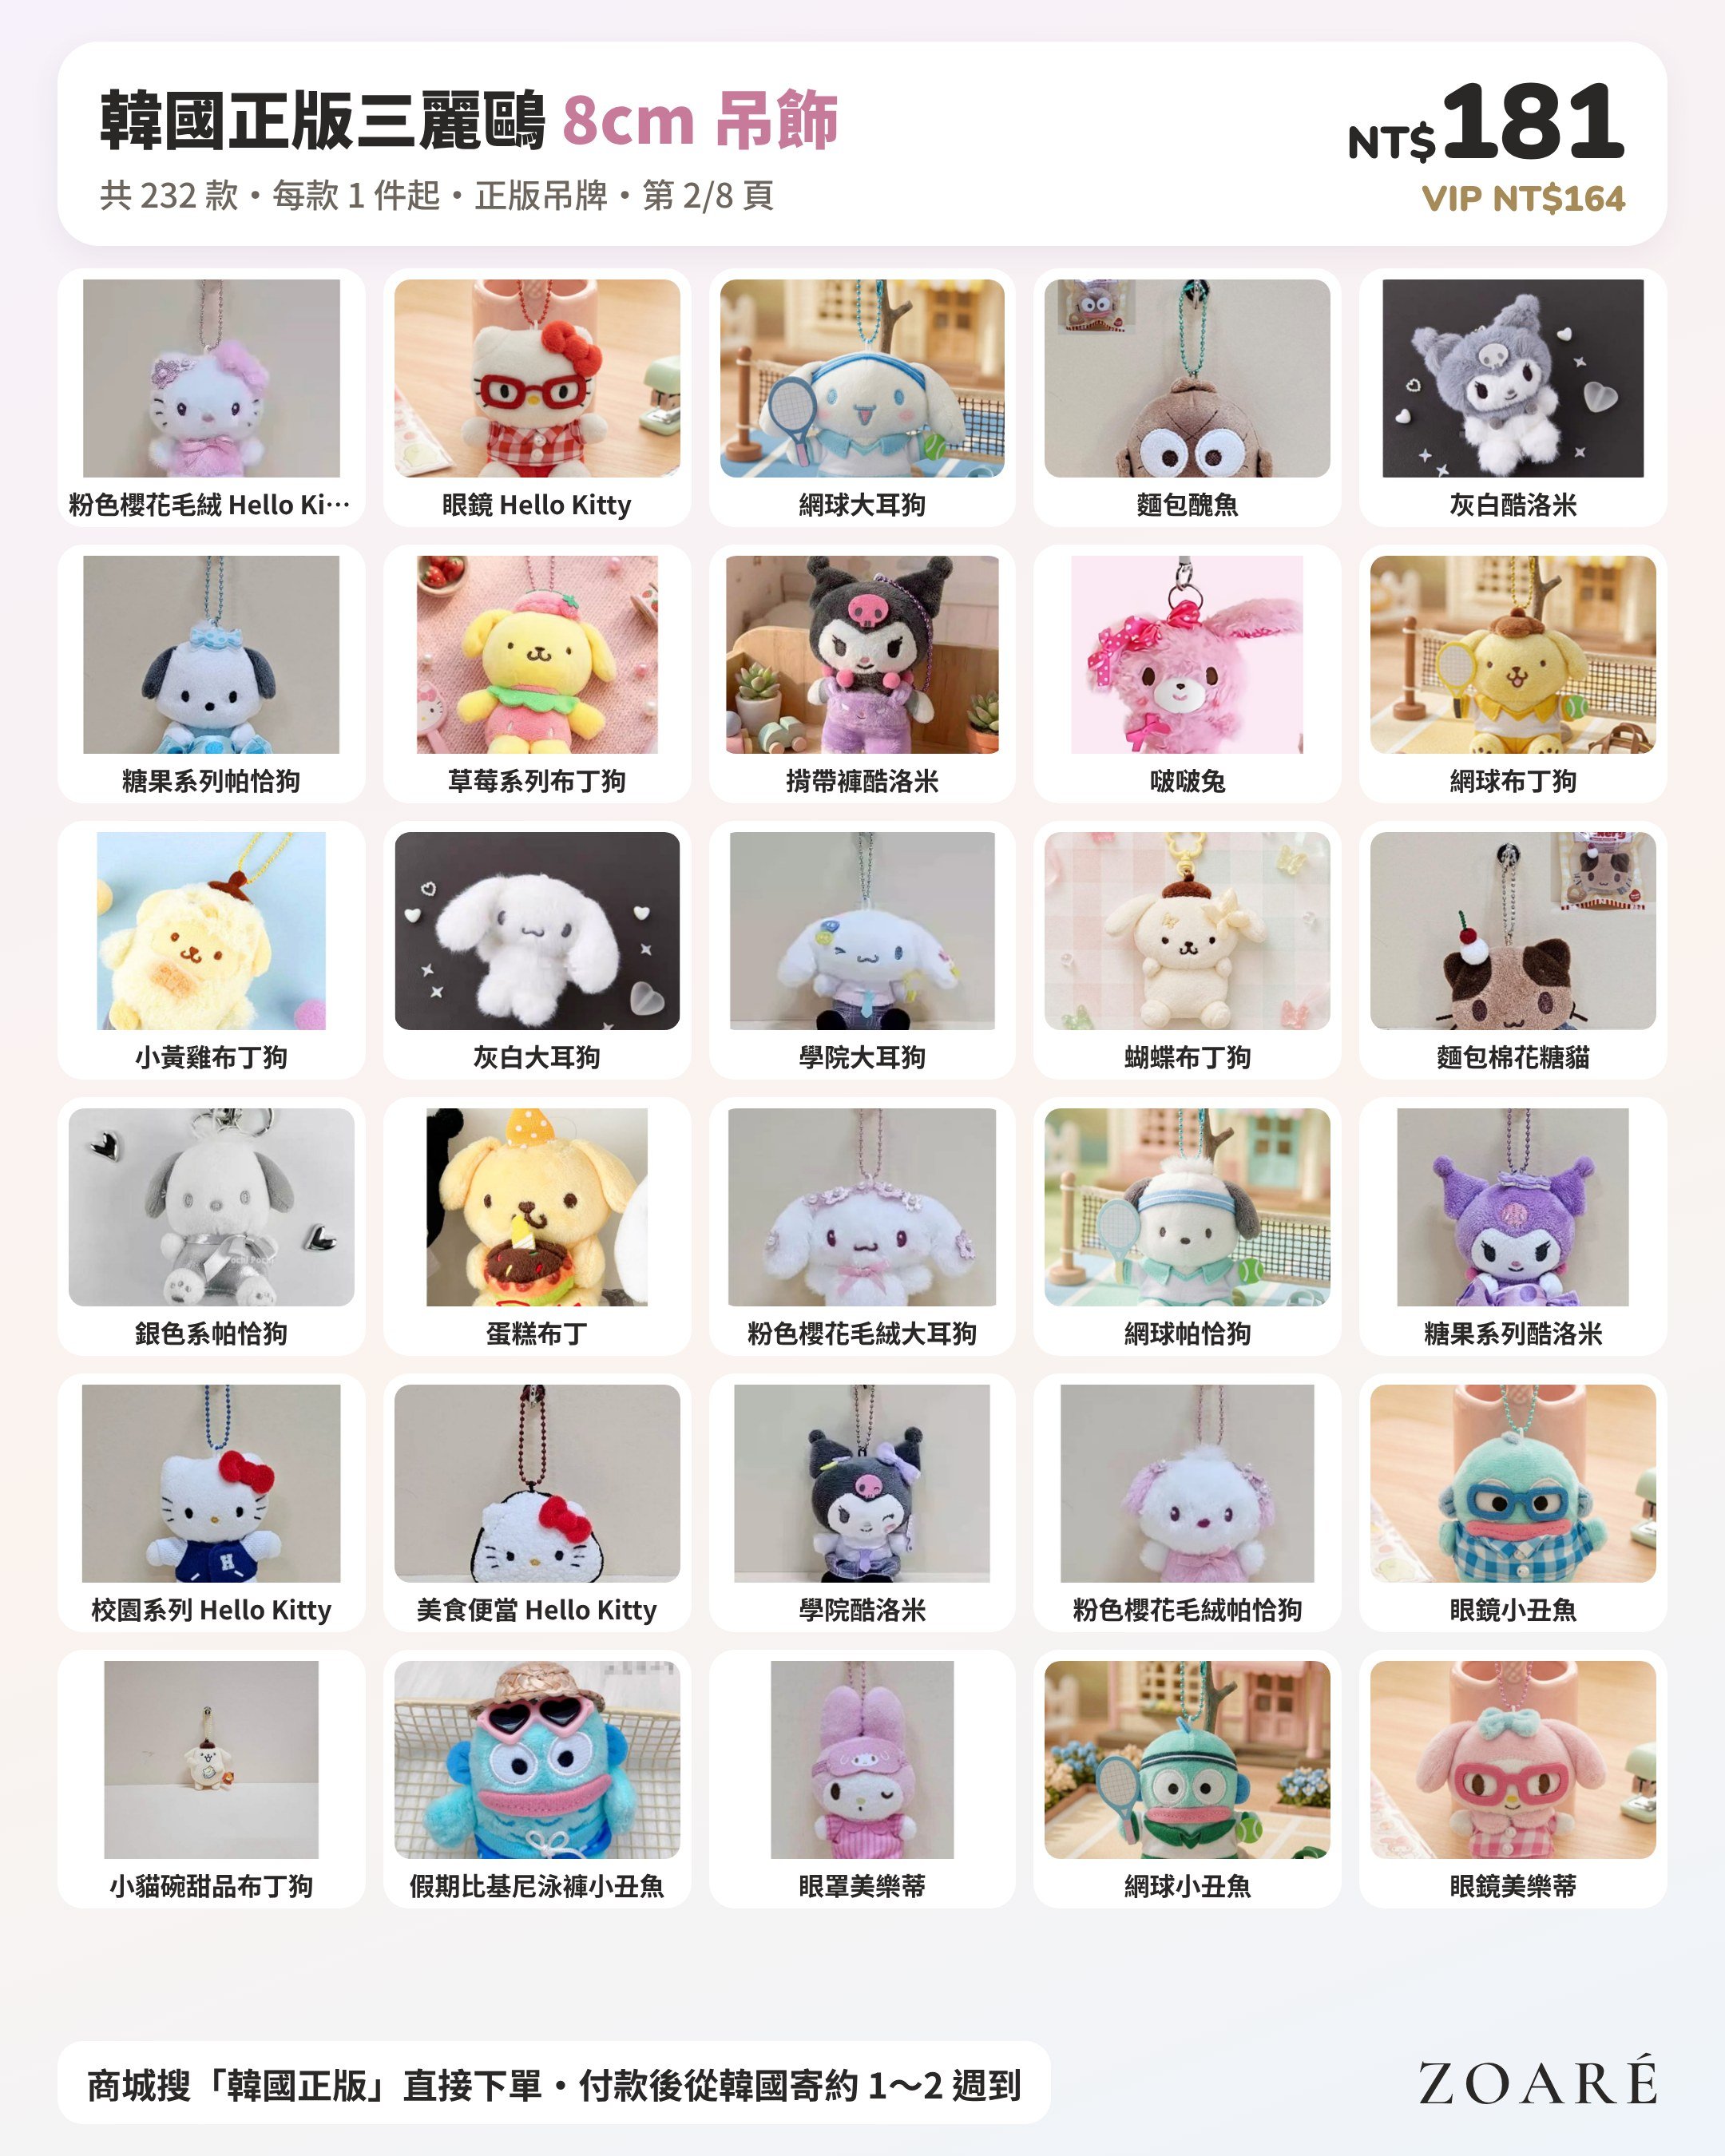 韓國正版三麗鷗 8cm 吊飾
共 232 款・每款 1 件起・正版吊牌・第 2/8 頁
NT$181
VIP NT$164
粉色櫻花毛絨 Hello Ki…
眼鏡 Hello Kitty
網球大耳狗
麵包醜魚
灰白酷洛米
糖果系列帕恰狗
草莓系列布丁狗
揹帶褲酷洛米
啵啵兔
網球布丁狗
小黃雞布丁狗
灰白大耳狗
學院大耳狗
蝴蝶布丁狗
麵包棉花糖貓
銀色系帕恰狗
蛋糕布丁
粉色櫻花毛絨大耳狗
網球帕恰狗
糖果系列酷洛米
H
校園系列 Hello Kitty
美食便當 Hello Kitty
學院酷洛米
粉色櫻花毛絨帕恰狗
眼鏡小丑魚
小貓碗甜品布丁狗
假期比基尼泳褲小丑魚
眼罩美樂蒂
網球小丑魚
眼鏡美樂蒂
商城搜「韓國正版」直接下單・付款後從韓國寄約 1～2 週到
ZOARÉ